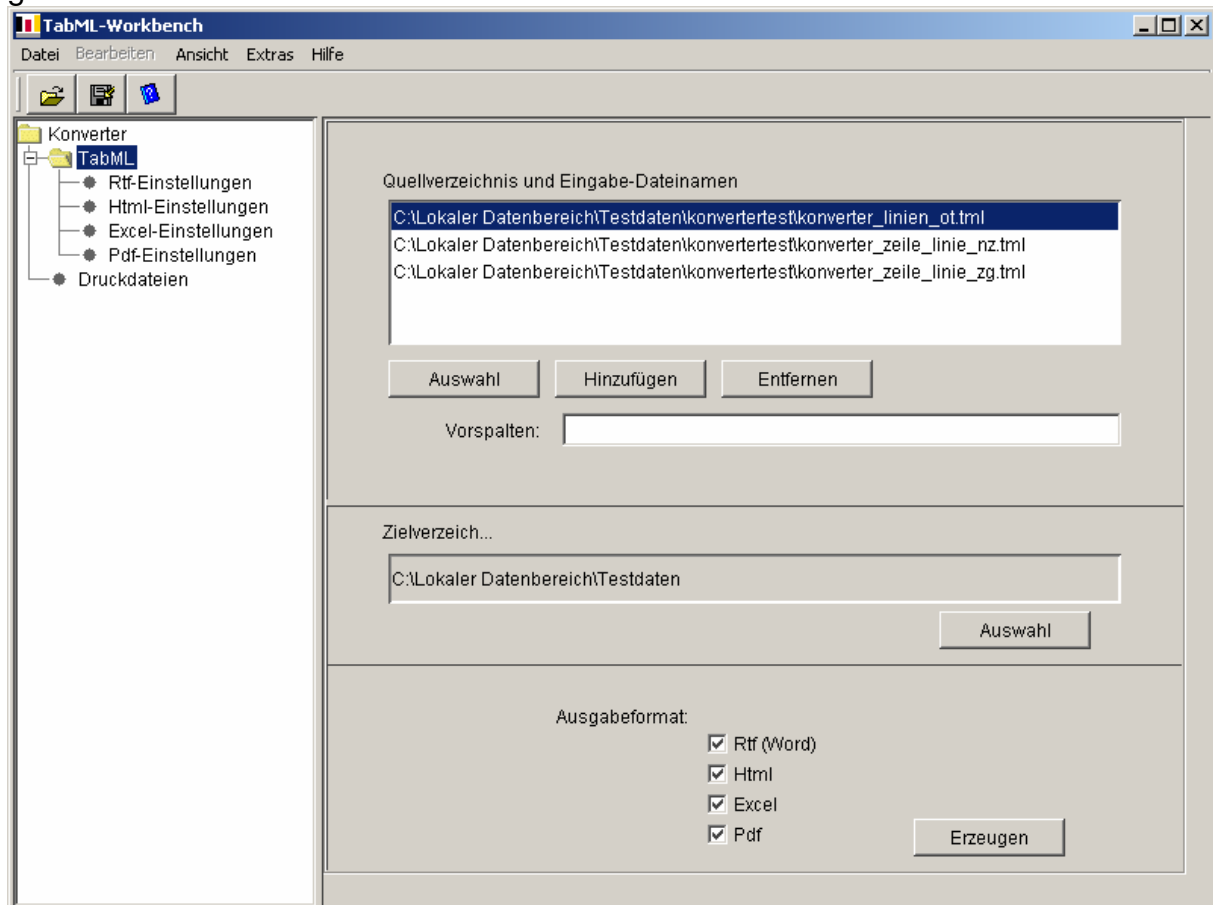 g
TabML-Workbench
Datei Bearbeiten Ansicht Extras Hilfe
Konverter
TabML
Rtf-Einstellungen
Html-Einstellungen
Excel-Einstellungen
Pdf-Einstellungen
Druckdateien
Quellverzeichnis und Eingabe-Dateinamen
C:\Lokaler Datenbereich\Testdaten\konvertertest\konverter_linien_ot.tml
C:\Lokaler Datenbereich\Testdaten\konvertertest\konverter_zeile_linie_nz.tml
C:\Lokaler Datenbereich\Testdaten\konvertertest\konverter_zeile_linie_zg.tml
Auswahl Hinzufügen Entfernen
Vorspalten:
Zielverzeich...
C:\Lokaler Datenbereich\Testdaten
Auswahl
Ausgabeformat:
Rtf (Word)
Html
Excel
Pdf
Erzeugen